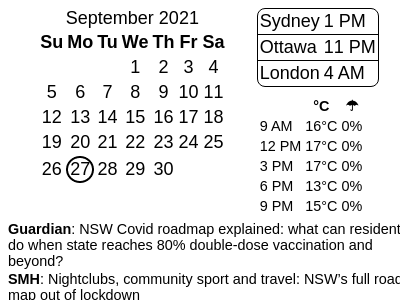 September 2021
Su Mo Tu We Th Fr Sa
1 2 3 4
5 6 7 8 9 10 11
12 13 14 15 16 17 18
19 20 21 22 23 24 25
26 27 28 29 30
Sydney 1 PM
Ottawa 11 PM
London 4 AM
°C ☂
9 AM 16°C 0%
12 PM 17°C 0%
3 PM 17°C 0%
6 PM 13°C 0%
9 PM 15°C 0%
Guardian: NSW Covid roadmap explained: what can resident
do when state reaches 80% double-dose vaccination and
beyond?
SMH: Nightclubs, community sport and travel: NSW’s full road
map out of lockdown